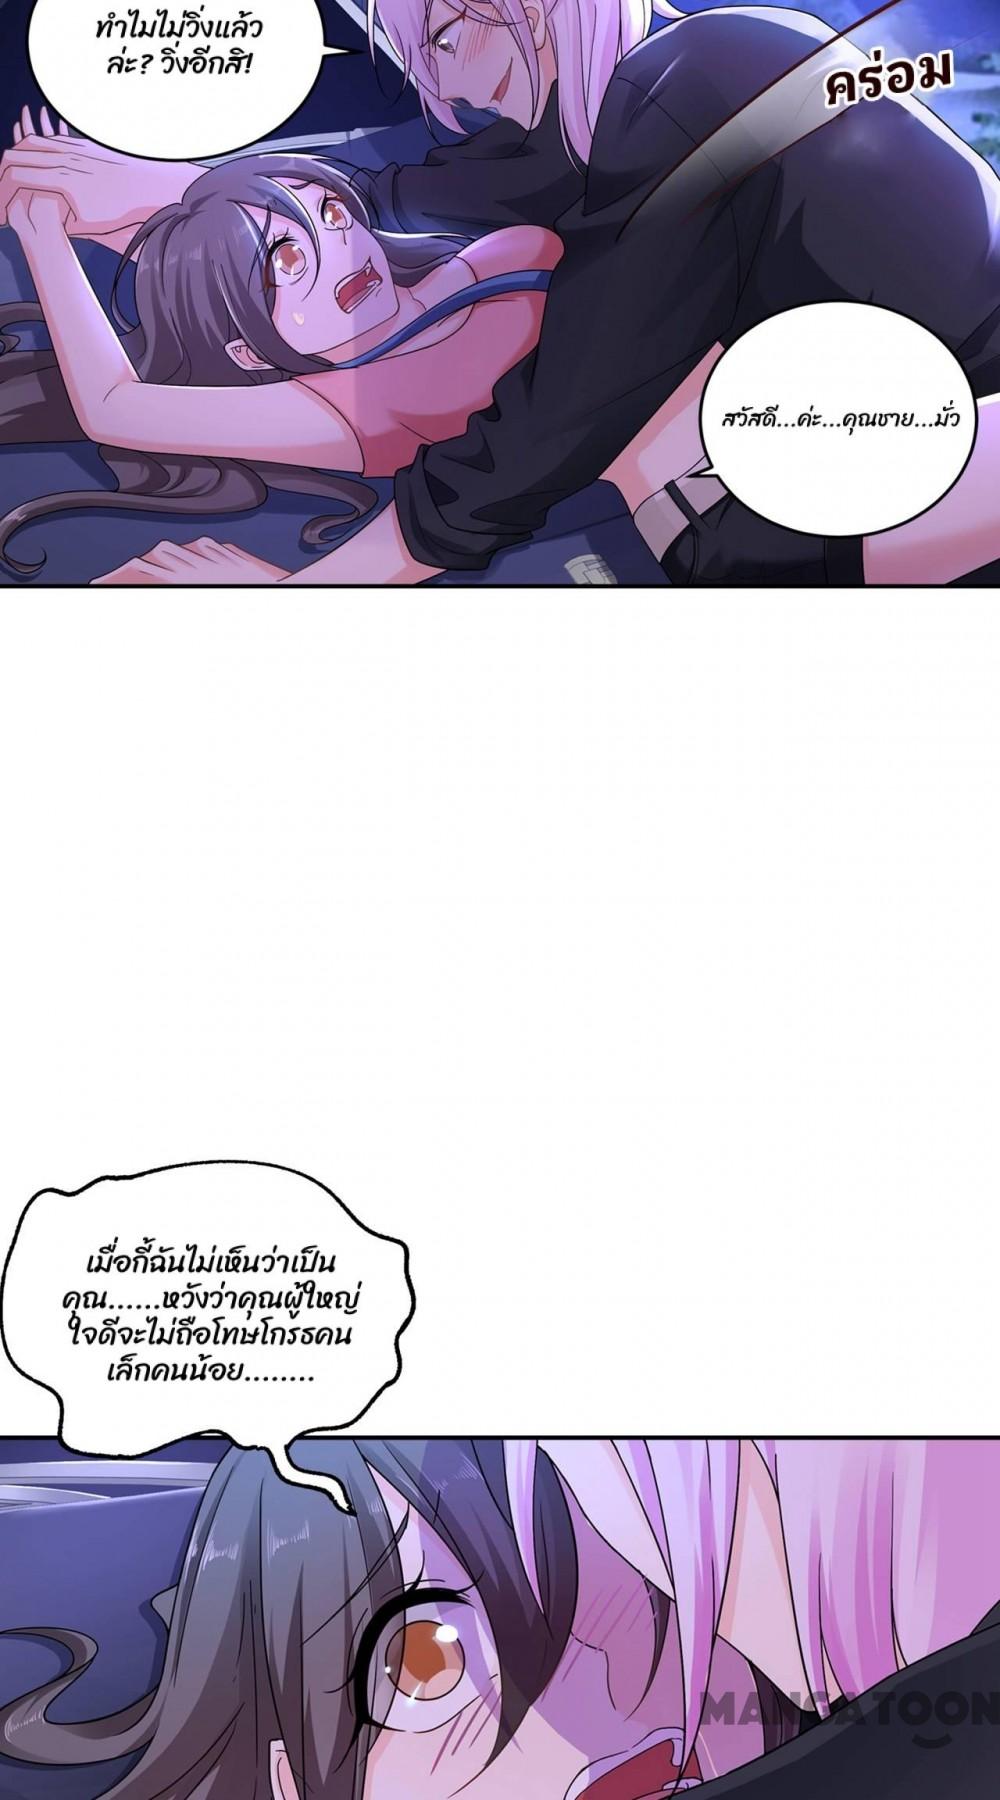 ทำไมไม่วิ่งแล้ว
ล่ะ? วิ่งอีกสิ!
คร่อม
สวัสดี...ค่ะ...คุณชาย...มั่ว
เมื่อกี้ฉันไม่เห็นว่าเป็น
คุณ......หวังว่าคุณผู้ใหญ่
ใจดีจะไม่ถือโทษโกรธคน
เล็กคนน้อย........
MANGATOON